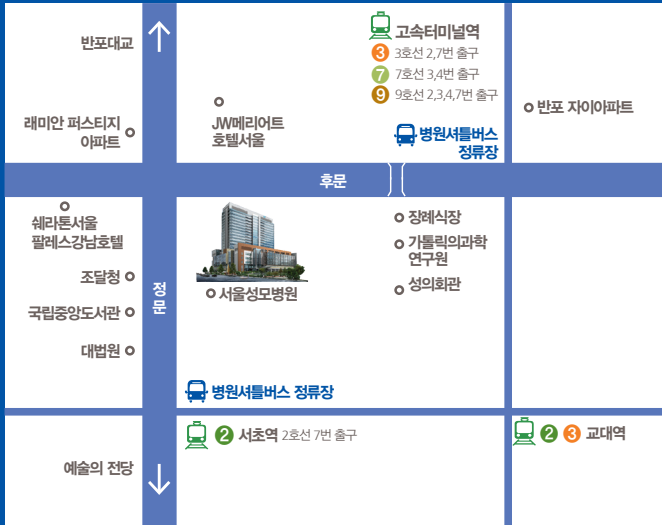 반포대교
고속터미널역
3 3호선 2,7번 출구
7 7호선 3,4번 출구
9 9호선 2,3,4,7번 출구
래미안 퍼스티지
아파트
JW메리어트
호텔서울
병원셔틀버스
정류장
반포 자이아파트
후문
쉐라톤서울
팔레스강남호텔
조달청
국립중앙도서관
대법원
정
문
서울성모병원
장례식장
가톨릭의과학
연구원
성의회관
병원셔틀버스 정류장
2 서초역 2호선 7번 출구
2 3 교대역
예술의 전당